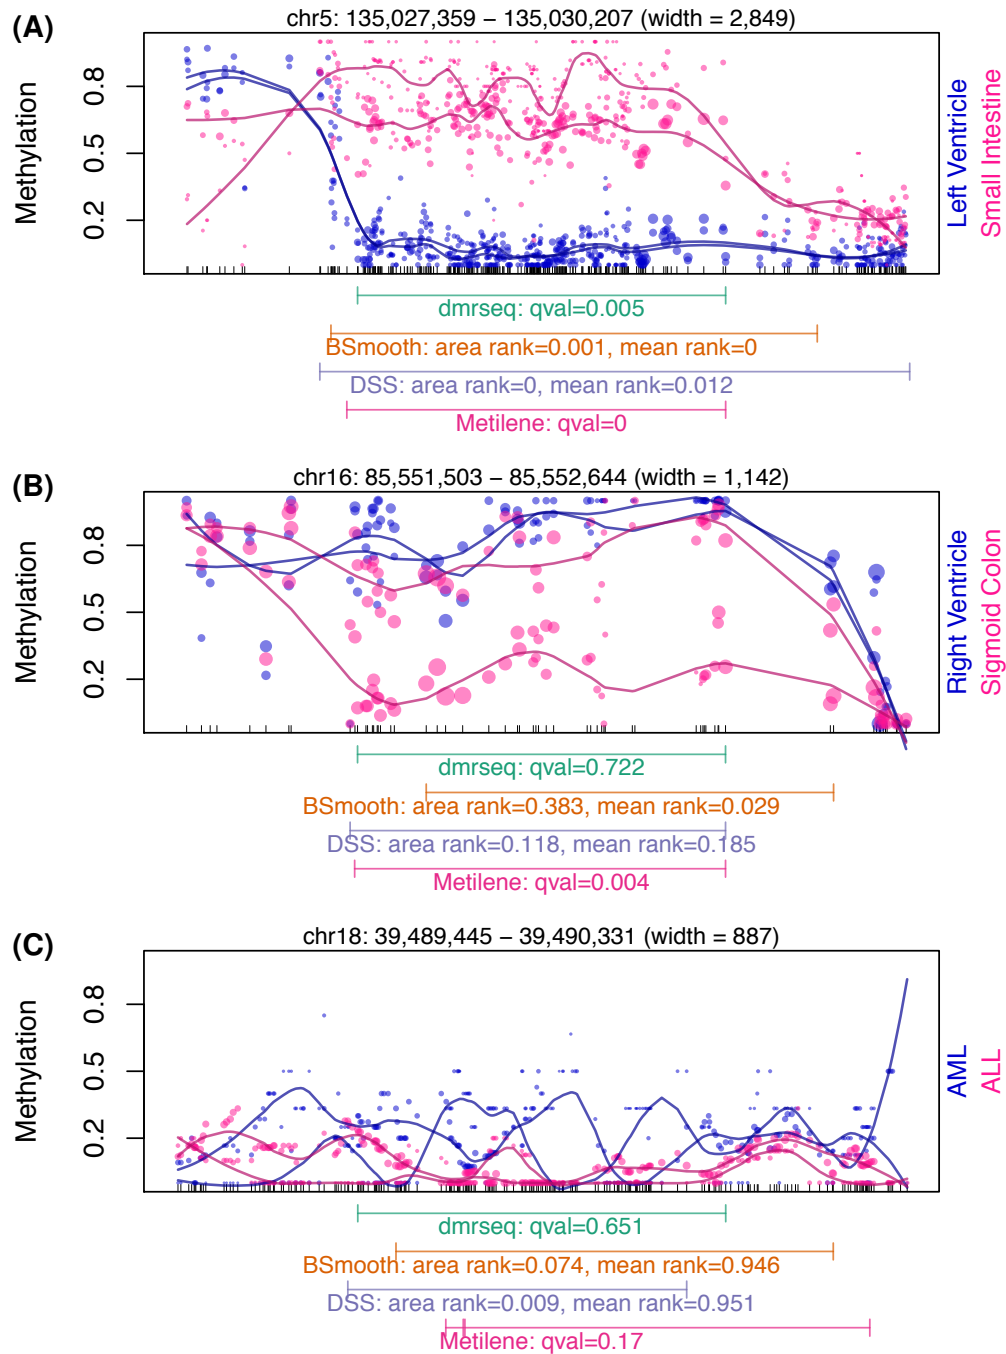 (A)
chr5: 135,027,359 − 135,030,207 (width = 2,849)
Methylation
0.8
0.5
0.2
Left Ventricle
Small Intestine
dmrseq: qval=0.005
BSmooth: area rank=0.001, mean rank=0
DSS: area rank=0, mean rank=0.012
Metilene: qval=0
(B)
chr16: 85,551,503 − 85,552,644 (width = 1,142)
Methylation
0.8
0.5
0.2
Right Ventricle
Sigmoid Colon
dmrseq: qval=0.722
BSmooth: area rank=0.383, mean rank=0.029
DSS: area rank=0.118, mean rank=0.185
Metilene: qval=0.004
(C)
chr18: 39,489,445 − 39,490,331 (width = 887)
Methylation
0.8
0.5
0.2
AML
ALL
dmrseq: qval=0.651
BSmooth: area rank=0.074, mean rank=0.946
DSS: area rank=0.009, mean rank=0.951
Metilene: qval=0.17